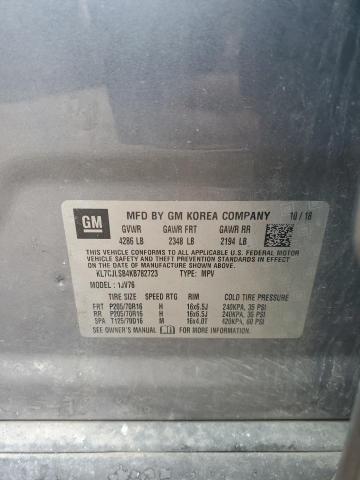 GM MFD BY GM KOREA COMPANY 10/18
GVWR GAWR FRT GAWR RR
4286 LB 2348 LB 2194 LB
THIS VEHICLE CONFORMS TO ALL APPLICABLE U.S. FEDERAL MOTOR
VEHICLE SAFETY AND THEFT PREVENTION STANDARDS IN EFFECT
ON THE DATE OF MANUFACTURE SHOWN ABOVE.
KL7CJLSB4KB782723 TYPE: MPV
MODEL: 1JV76
TIRE SIZE SPEED RTG RIM COLD TIRE PRESSURE
FRT P205/70R16 H 16x6.5J 240KPA, 35 PSI
RR P205/70R16 H 16x6.5J 240KPA, 35 PSI
SPA T125/70D16 M 16x4.0T 420KPA, 60 PSI
SEE OWNER'S MANUAL FOR MORE INFORMATION